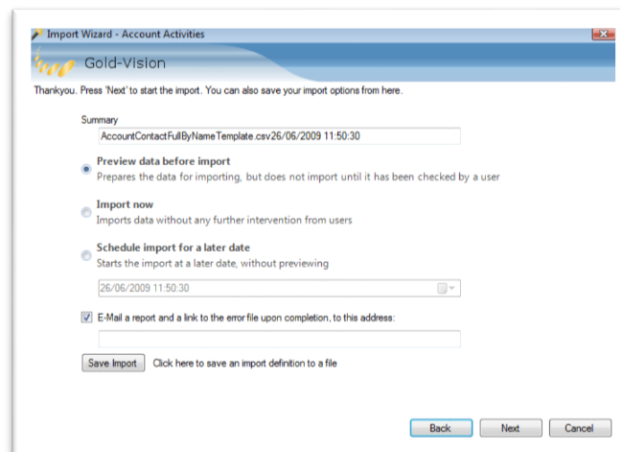 Import Wizard - Account Activities
Gold-Vision
Thankyou. Press 'Next' to start the import. You can also save your import options from here.
Summary
AccountContactFullByNameTemplate.csv26/06/2009 11:50:30
Preview data before import
Prepares the data for importing, but does not import until it has been checked by a user
Import now
Imports data without any further intervention from users
Schedule import for a later date
Starts the import at a later date, without previewing
26/06/2009 11:50:30
E-Mail a report and a link to the error file upon completion, to this address:
Save Import Click here to save an import definition to a file
Back Next Cancel